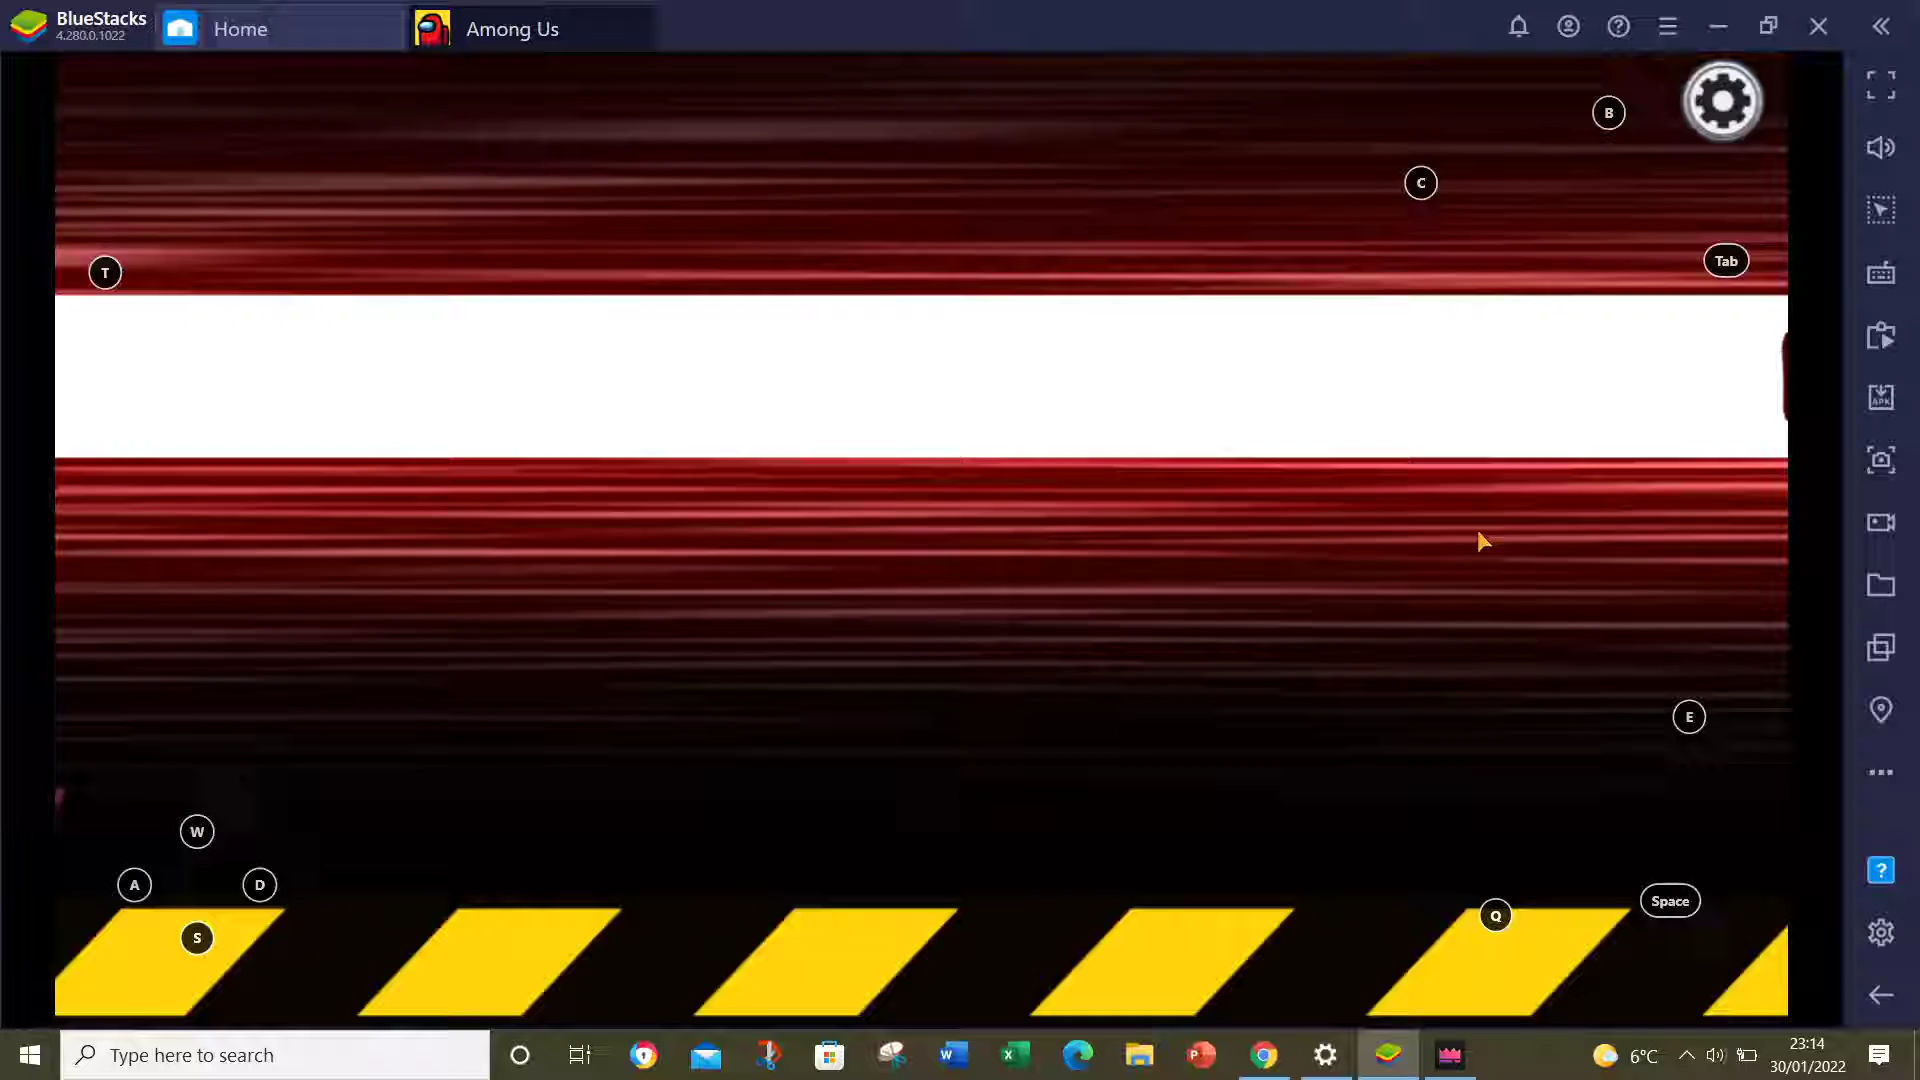 BlueStacks
4.280.0.1022
Home
Among Us
B
C
T
Tab
APK
E
W
A
D
S
Q
Space
Type here to search
6°C
23:14
30/01/2022